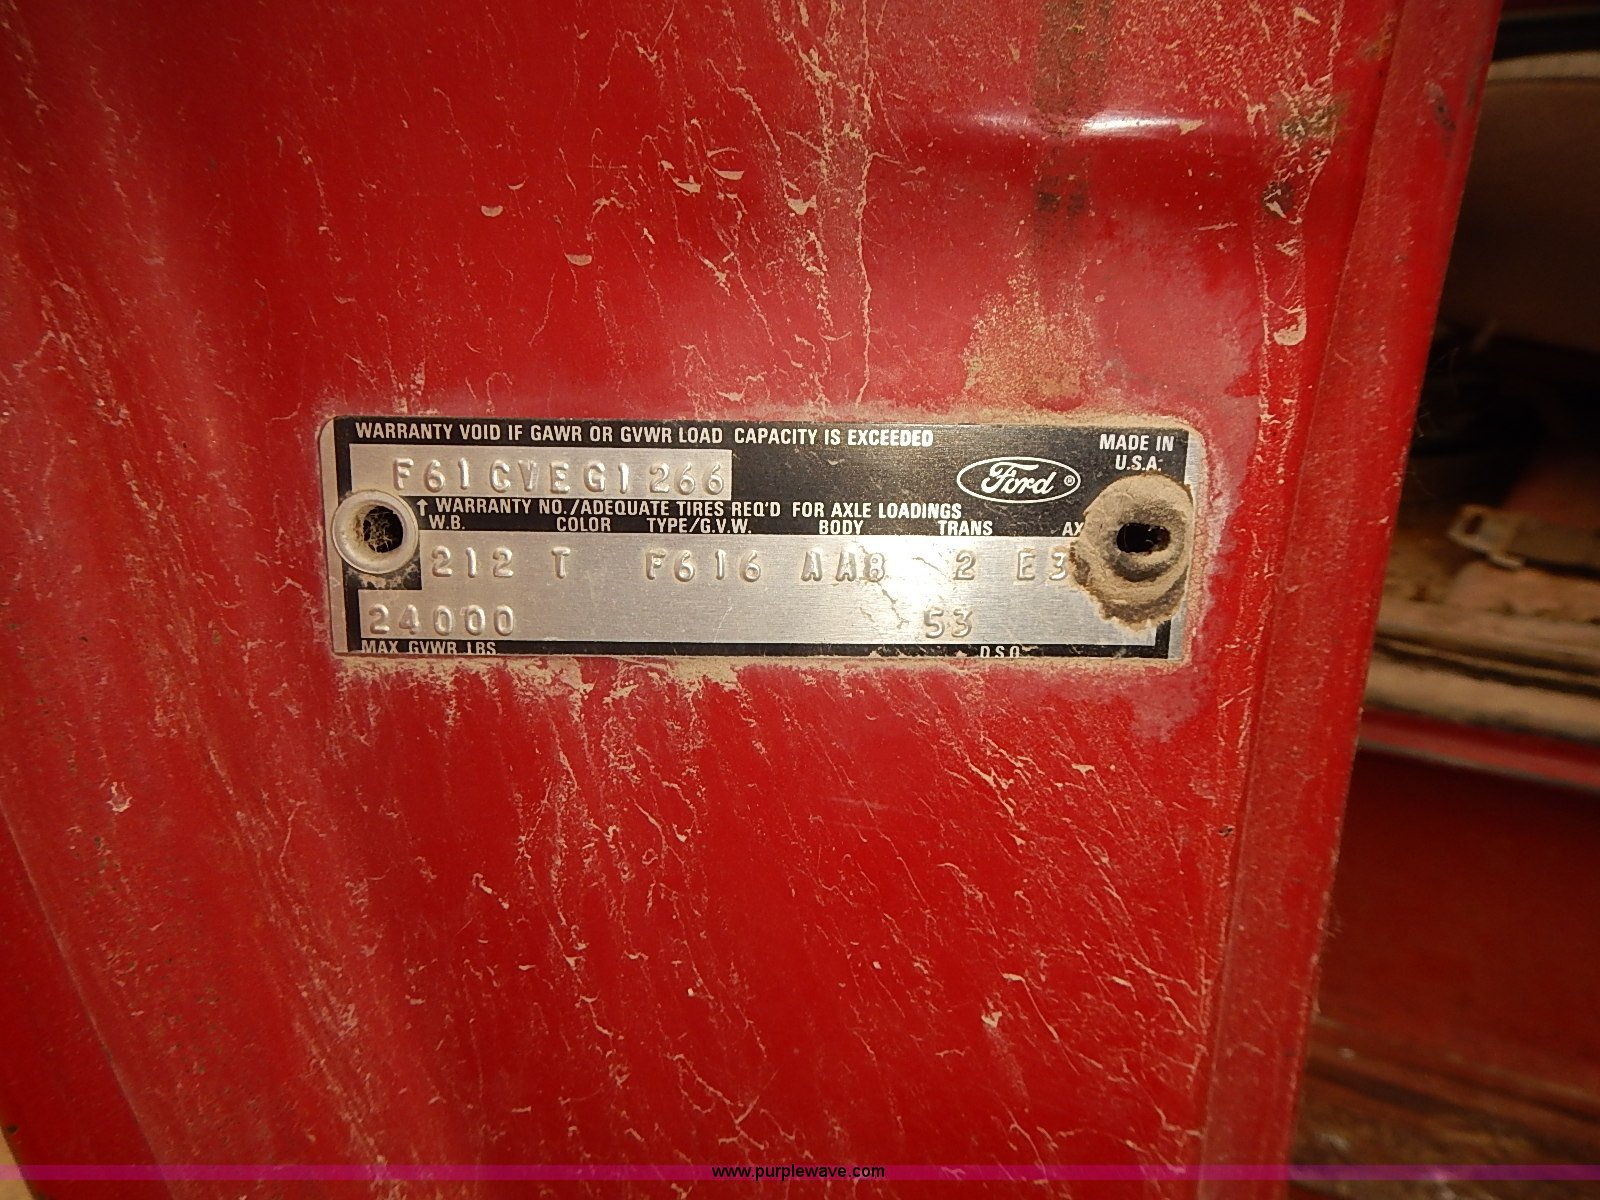 WARRANTY VOID IF GAWR OR GVWR LOAD CAPACITY IS EXCEEDED
MADE IN
U.S.A.
F61CVEG1266
Ford ®
↑ WARRANTY NO./ADEQUATE TIRES REQ'D FOR AXLE LOADINGS
W.B. COLOR TYPE/G.V.W. BODY TRANS AX
212 T F616 AA8 2 E3
24000 53
MAX GVWR LBS D.S.O.
www.purplewave.com